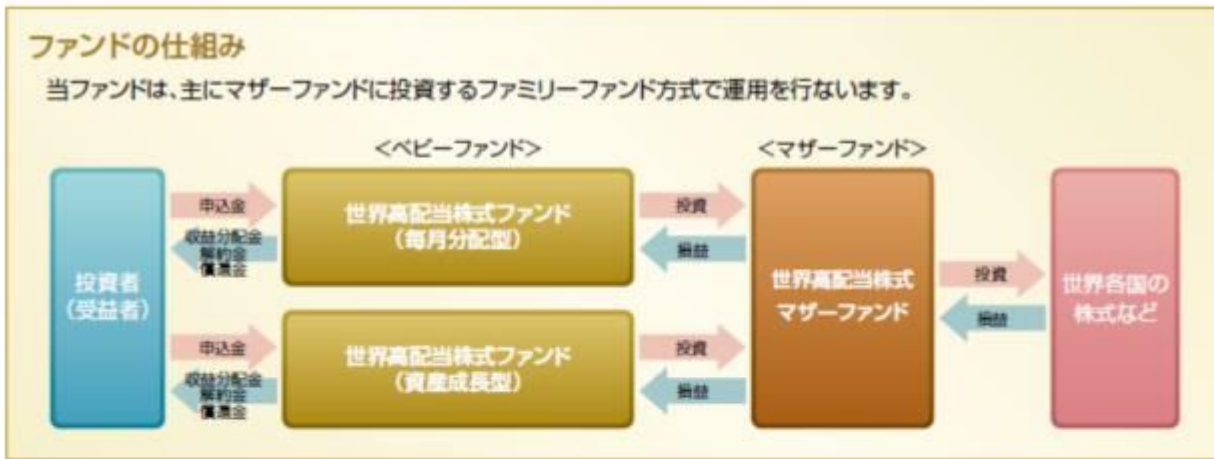 ファンドの仕組み
当ファンドは、主にマザーファンドに投資するファミリーファンド方式で運用を行ないます。
<ベビーファンド>
<マザーファンド>
投資者
(受益者)
申込金
収益分配金
解約金
償還金
世界高配当株式ファンド
(毎月分配型)
投資
損益
申込金
収益分配金
解約金
償還金
世界高配当株式ファンド
(資産成長型)
投資
損益
世界高配当株式
マザーファンド
投資
損益
世界各国の
株式など